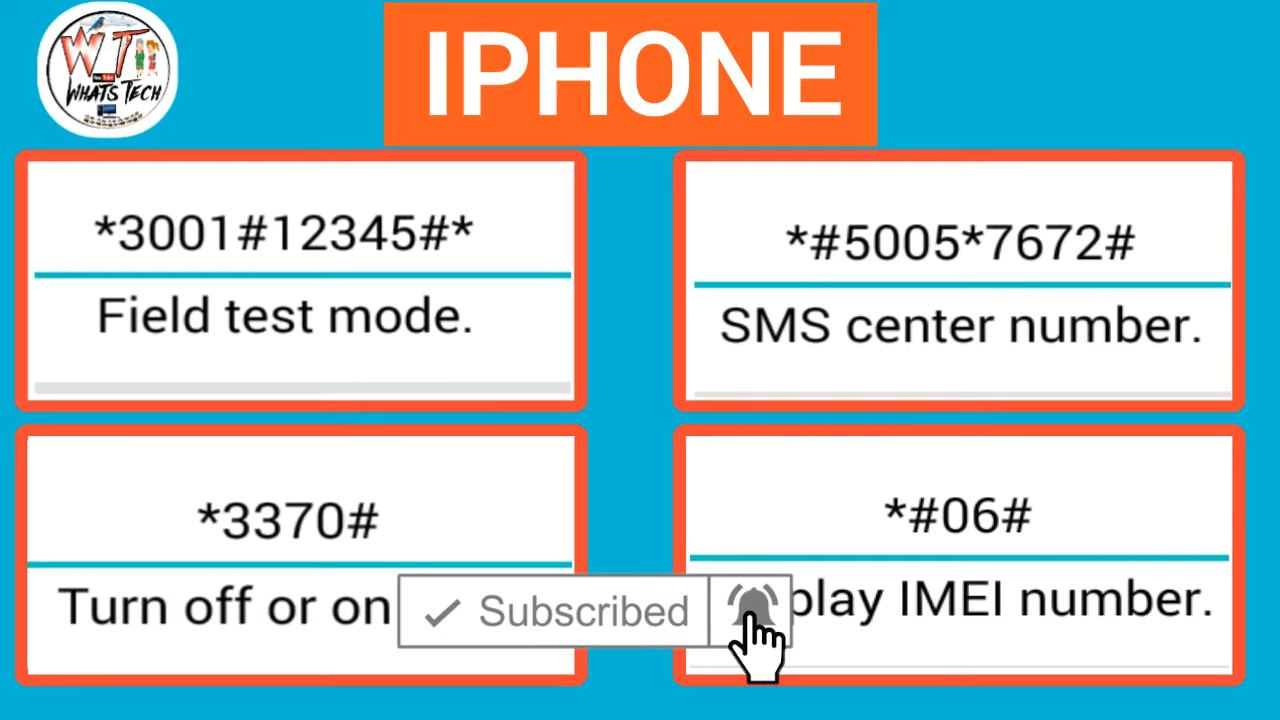 WT
WHATS TECH
IPHONE
*3001#12345#*
Field test mode.
*#5005*7672#
SMS center number.
*3370#
Turn off or on
*#06#
play IMEI number.
Subscribed